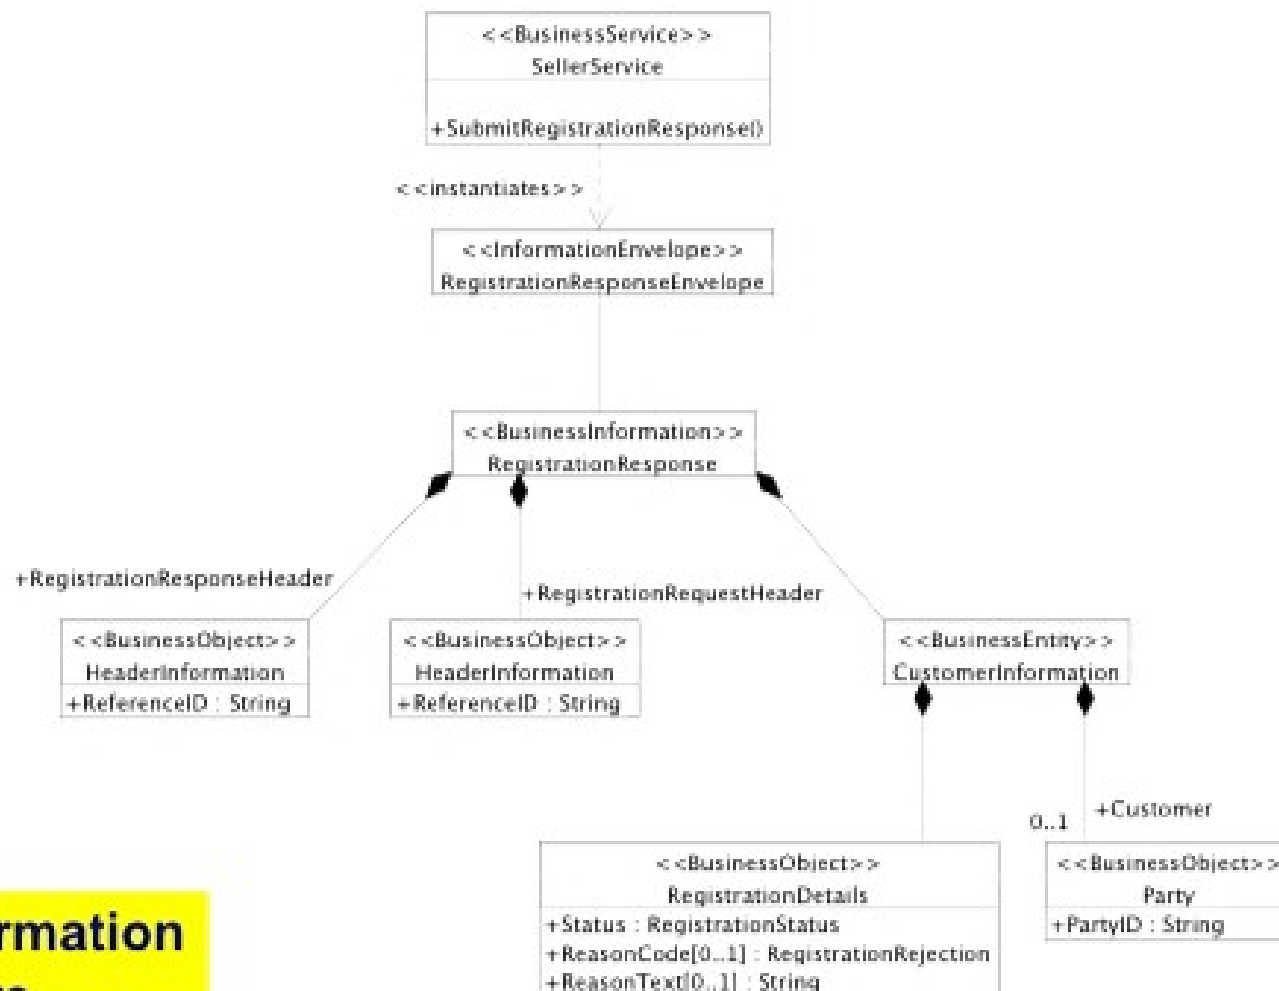 <<BusinessService>>
SellerService
+SubmitRegistrationResponse()
<<instantiates>>
<<InformationEnvelope>>
RegistrationResponseEnvelope
<<BusinessInformation>>
RegistrationResponse
+RegistrationResponseHeader
+RegistrationRequestHeader
<<BusinessObject>>
HeaderInformation
+ReferenceID : String
<<BusinessObject>>
HeaderInformation
+ReferenceID : String
<<BusinessEntity>>
CustomerInformation
+Customer
0..1
<<BusinessObject>>
RegistrationDetails
+Status : RegistrationStatus
+ReasonCode[0..1] : RegistrationRejection
+ReasonText[0..1] : String
<<BusinessObject>>
Party
+PartyID : String
rmation